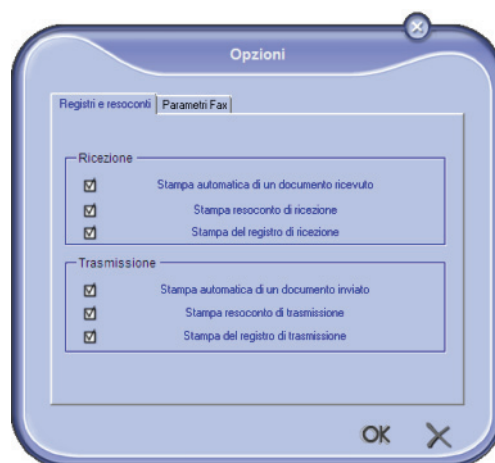 Opzioni
Registri e resoconti
Parametri Fax
Ricezione
Stampa automatica di un documento ricevuto
Stampa resoconto di ricezione
Stampa del registro di ricezione
Trasmissione
Stampa automatica di un documento inviato
Stampa resoconto di trasmissione
Stampa del registro di trasmissione
OK